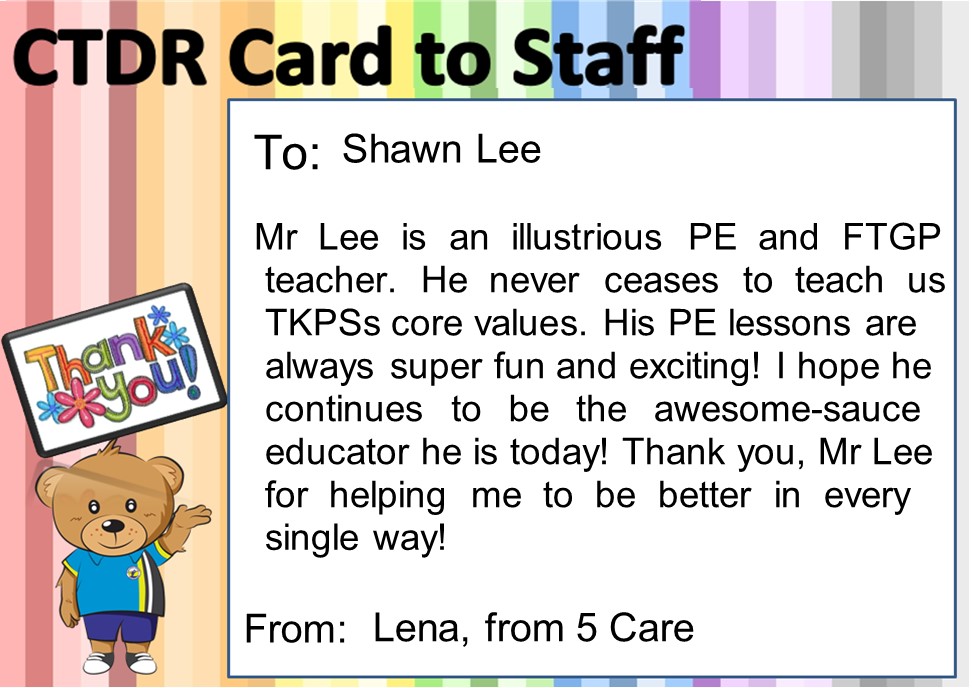 CTDR Card to Staff
To: Shawn Lee
Mr Lee is an illustrious PE and FTGP
teacher. He never ceases to teach us
TKPSs core values. His PE lessons are
always super fun and exciting! I hope he
continues to be the awesome-sauce
educator he is today! Thank you, Mr Lee
for helping me to be better in every
single way!
Thank
you!
From: Lena, from 5 Care